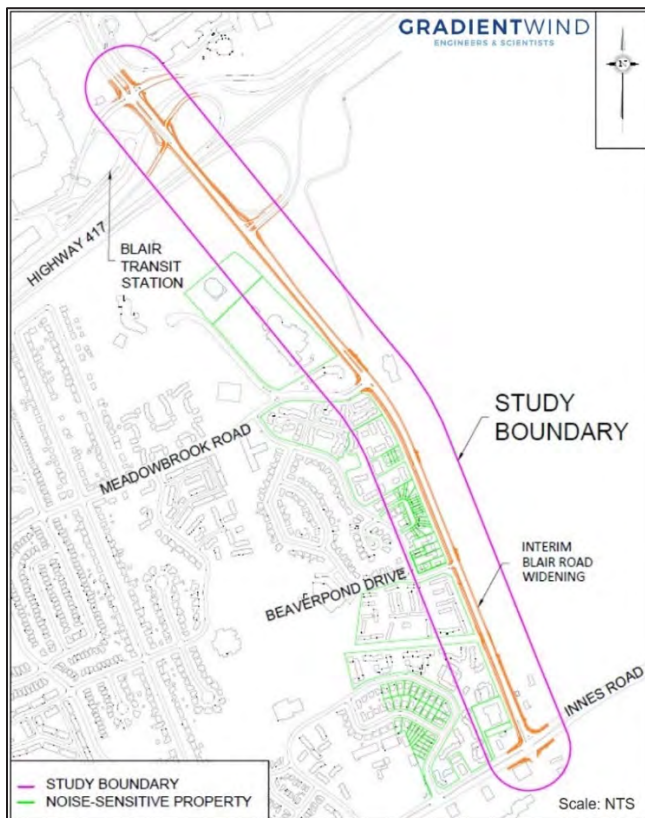 GRADIENTWIND
ENGINEERS & SCIENTISTS
N
HIGHWAY 417
BLAIR
TRANSIT
STATION
STUDY
BOUNDARY
MEADOWBROOK ROAD
INTERIM
BLAIR ROAD
WIDENING
BEAVERPOND DRIVE
INNES ROAD
STUDY BOUNDARY
NOISE-SENSITIVE PROPERTY
Scale: NTS